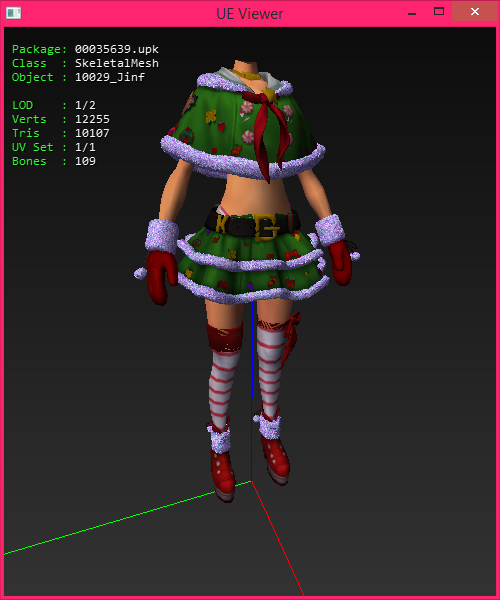 UE Viewer
Package: 00035639.upk
Class  : SkeletalMesh
Object : 10029_Jinf
LOD    : 1/2
Verts  : 12255
Tris   : 10107
UV Set : 1/1
Bones  : 109